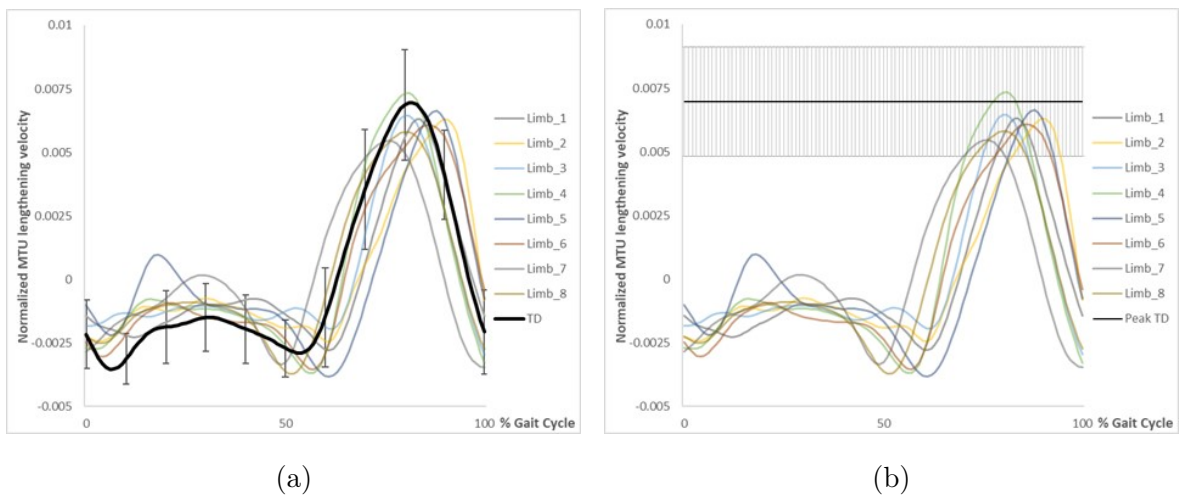 Normalized MTU lengthening velocity
0.01
0.0075
0.005
0.0025
0
-0.0025
-0.005
0
50
100
% Gait Cycle
Limb_1
Limb_2
Limb_3
Limb_4
Limb_5
Limb_6
Limb_7
Limb_8
TD
(a)
Normalized MTU lengthening velocity
0.01
0.0075
0.005
0.0025
0
-0.0025
-0.005
0
50
100
% Gait Cycle
Limb_1
Limb_2
Limb_3
Limb_4
Limb_5
Limb_6
Limb_7
Limb_8
Peak TD
(b)